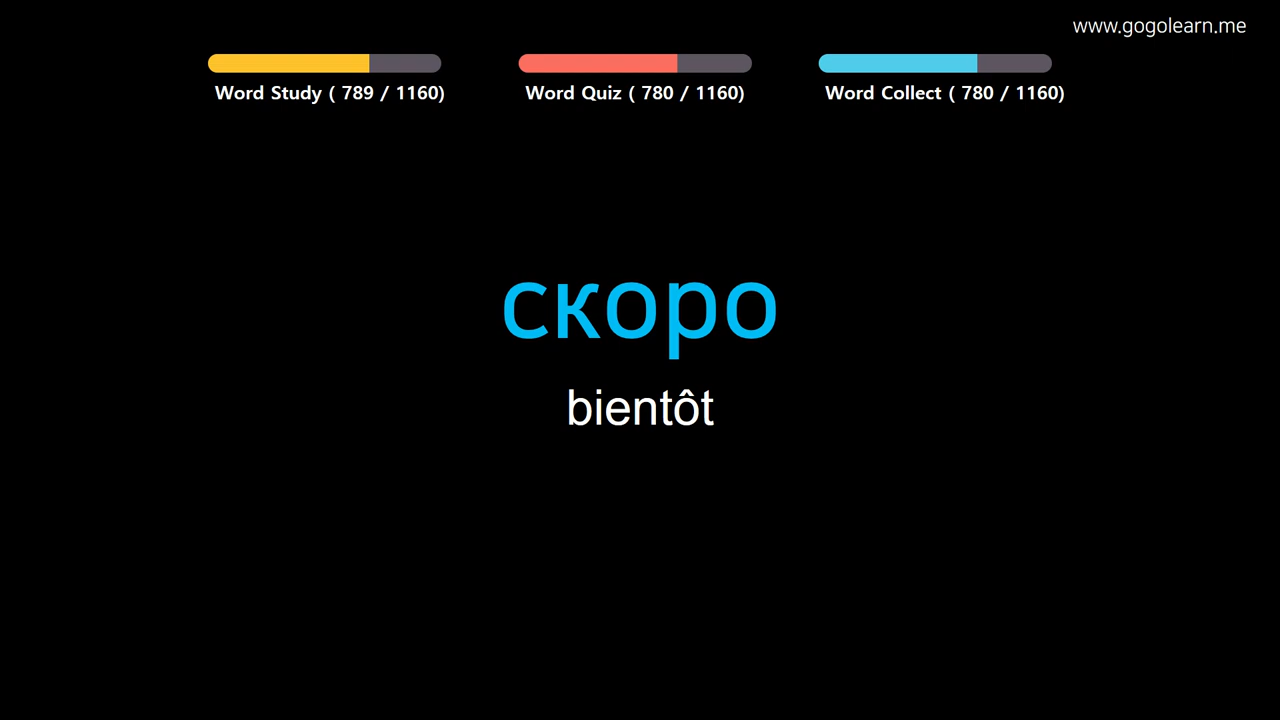 www.gogolearn.me
Word Study ( 789 / 1160)
Word Quiz ( 780 / 1160)
Word Collect ( 780 / 1160)
скоро
bientôt